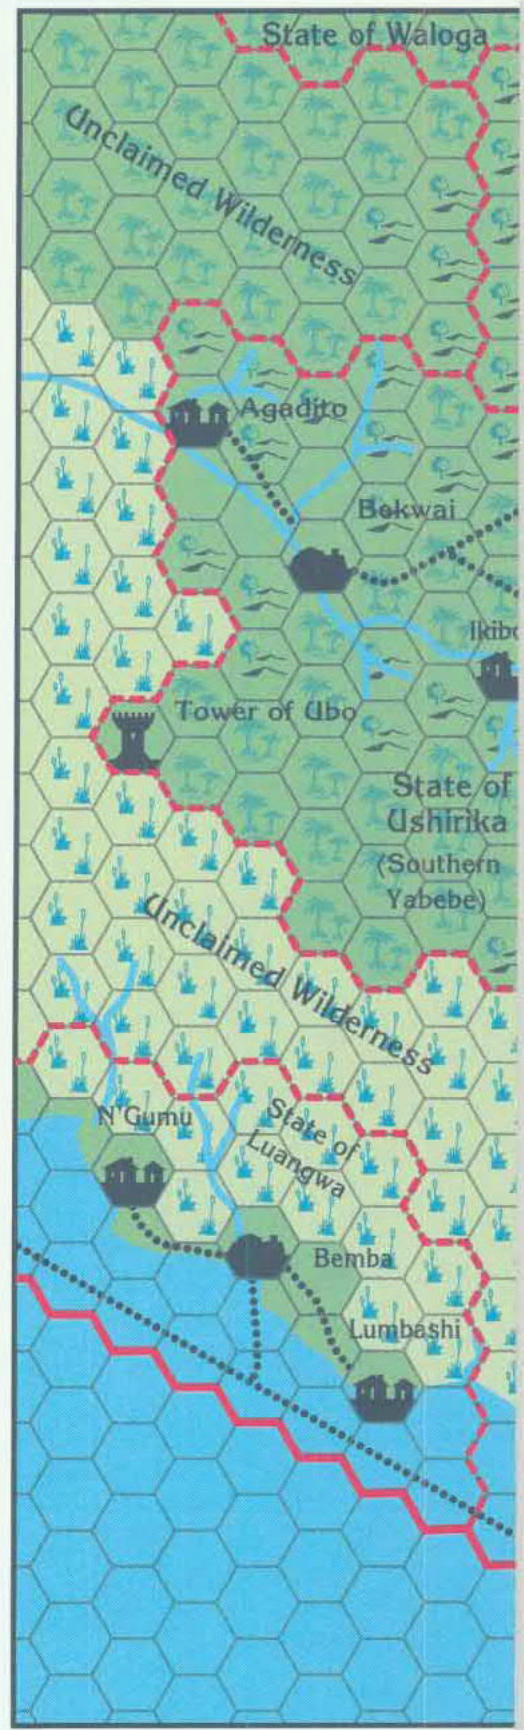 State of Waloga
Unclaimed Wilderness
Agadito
Bokwai
Ikibo
Tower of Ubo
State of
Ushirika
(Southern
Yabebe)
Unclaimed Wilderness
N'Gumu
State of
Luangwa
Bemba
Lumbashi